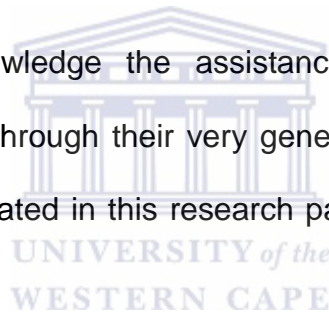 wledge the assistanc
hrough their very gene
ated in this research pa
UNIVERSITY of the
WESTERN CAPE